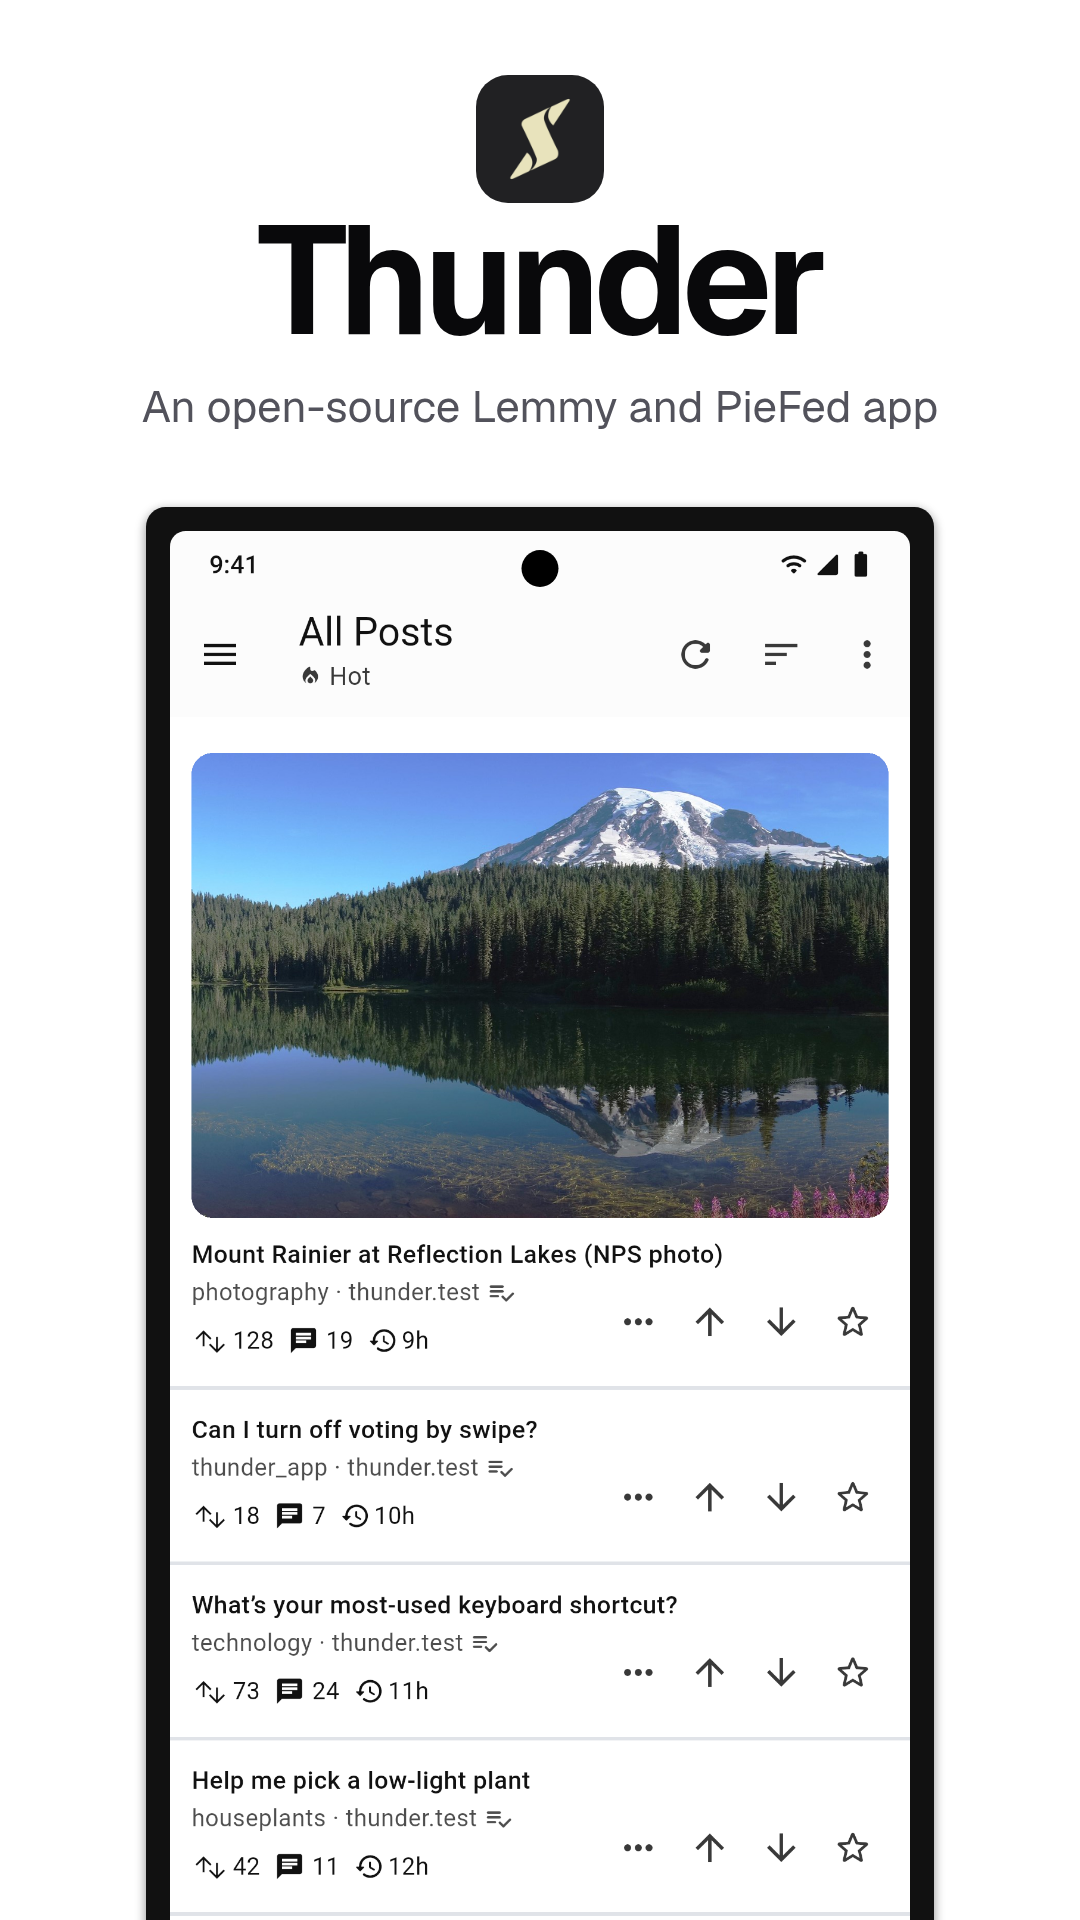 Thunder
An open-source Lemmy and PieFed app
9:41
All Posts
Hot
Mount Rainier at Reflection Lakes (NPS photo)
photography · thunder.test
128 19 9h
Can I turn off voting by swipe?
thunder_app · thunder.test
18 7 10h
What’s your most-used keyboard shortcut?
technology · thunder.test
73 24 11h
Help me pick a low-light plant
houseplants · thunder.test
42 11 12h